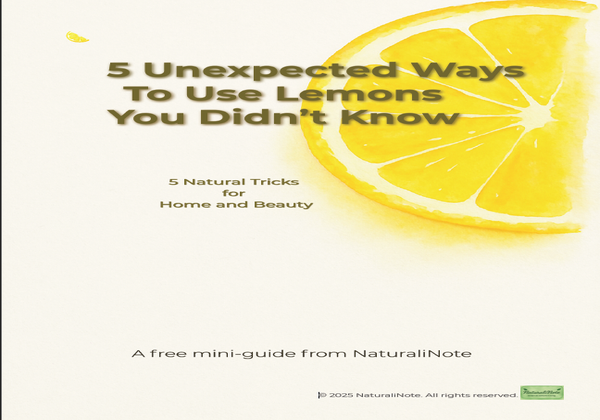 5 Unexpected Ways
To Use Lemons
You Didn't Know
5 Natural Tricks
for
Home and Beauty
A free mini-guide from NaturaliNote
© 2025 NaturaliNote. All rights reserved.